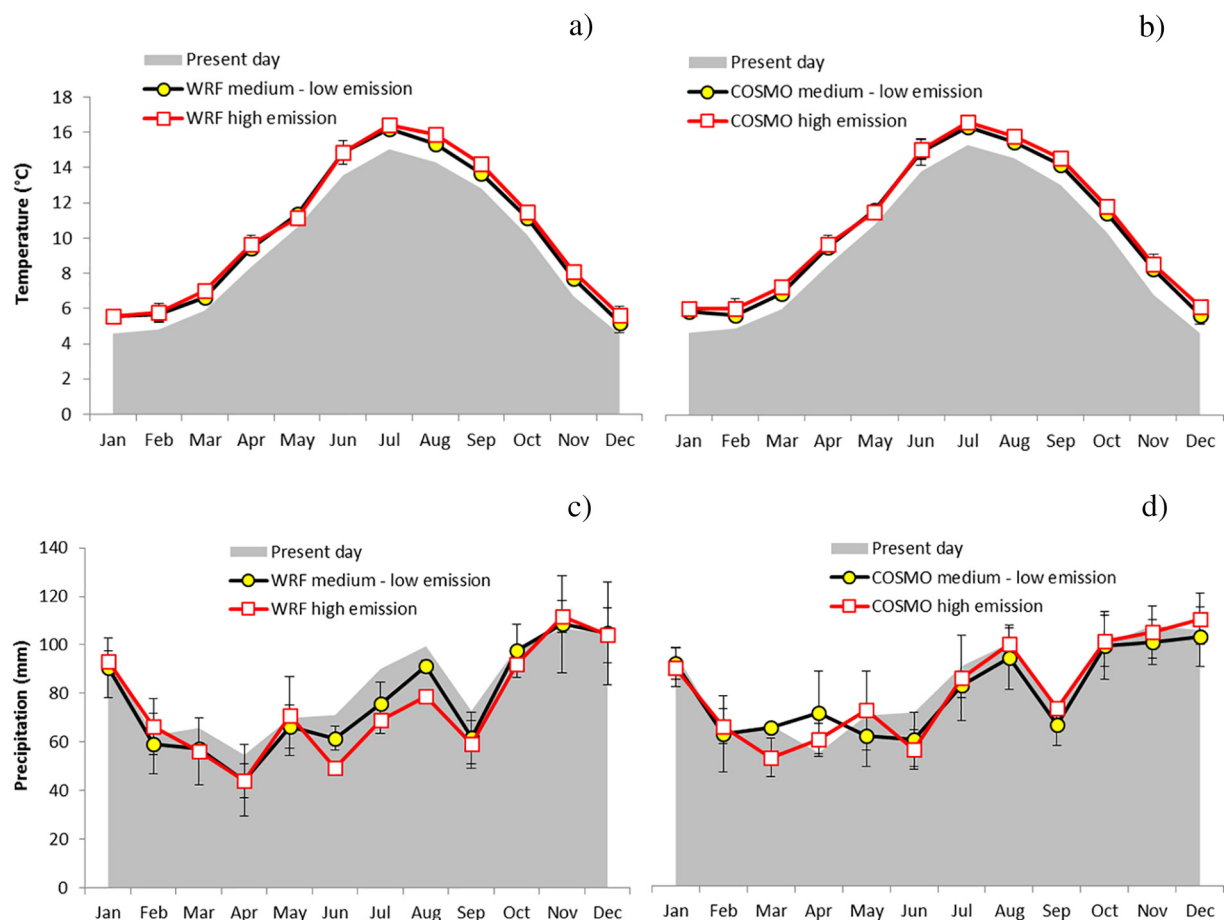 a)
Present day
WRF medium - low emission
WRF high emission
Temperature (°C)
18
16
14
12
10
8
6
4
2
0
Jan Feb Mar Apr May Jun Jul Aug Sep Oct Nov Dec
b)
Present day
COSMO medium - low emission
COSMO high emission
Jan Feb Mar Apr May Jun Jul Aug Sep Oct Nov Dec
c)
Present day
WRF medium - low emission
WRF high emission
Precipitation (mm)
140
120
100
80
60
40
20
0
Jan Feb Mar Apr May Jun Jul Aug Sep Oct Nov Dec
d)
Present day
COSMO medium - low emission
COSMO high emission
Jan Feb Mar Apr May Jun Jul Aug Sep Oct Nov Dec